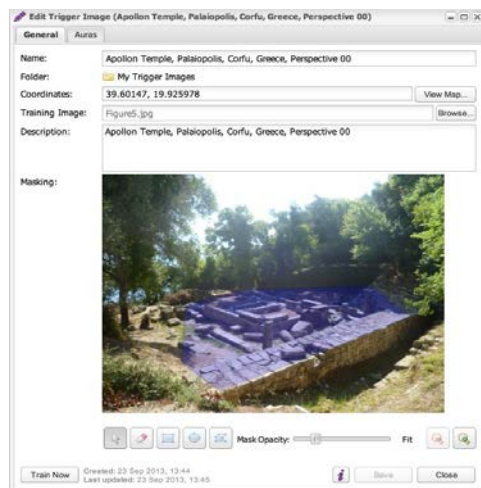 Edit Trigger Image (Apollon Temple, Palaiopolis, Corfu, Greece, Perspective 00)
General Auras
Name: Apollon Temple, Palaiopolis, Corfu, Greece, Perspective 00
Folder: My Trigger Images
Coordinates: 39.60147, 19.925978 View Map...
Training Image: Figure5.jpg Browse...
Description: Apollon Temple, Palaiopolis, Corfu, Greece, Perspective 00
Masking:
Mask Opacity: Fit
Train Now Created: 23 Sep 2013, 13:44 Save Close
Last updated: 23 Sep 2013, 13:45